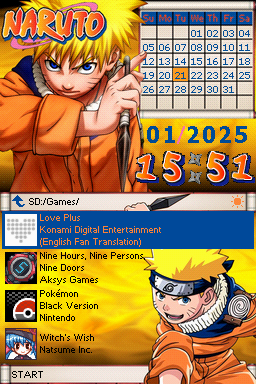 NARUTO
Su Mo Tu We Th Fr Sa
01 02 03 04
05 06 07 08 09 10 11
12 13 14 15 16 17 18
19 20 21 22 23 24 25
26 27 28 29 30 31
01/2025
15 51
SD:/Games/
Love Plus
Konami Digital Entertainment
(English Fan Translation)
Nine Hours, Nine Persons,
Nine Doors
Aksys Games
Pokémon
Black Version
Nintendo
Witch's Wish
Natsume Inc.
START